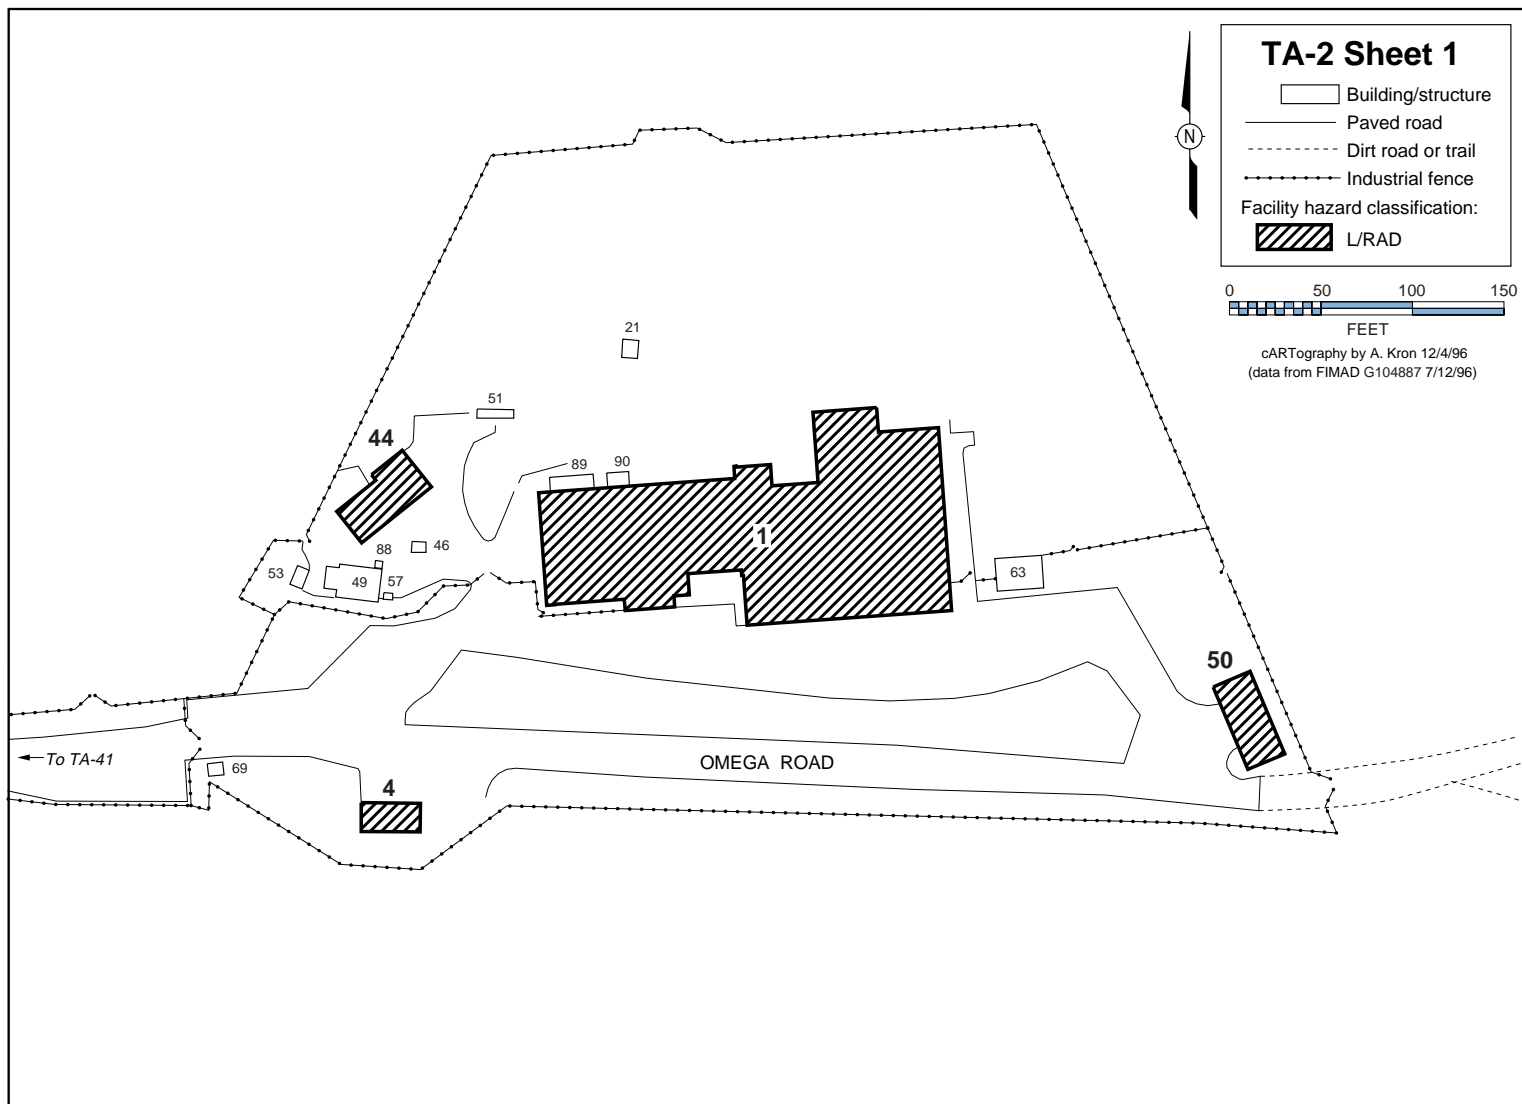 TA-2 Sheet 1
Building/structure
Paved road
Dirt road or trail
Industrial fence
Facility hazard classification:
L/RAD
N
0 50 100 150
FEET
cARTography by A. Kron 12/4/96
(data from FIMAD G104887 7/12/96)
21
51
44
89
90
1
46
88
53
49
57
63
50
To TA-41
69
4
OMEGA ROAD